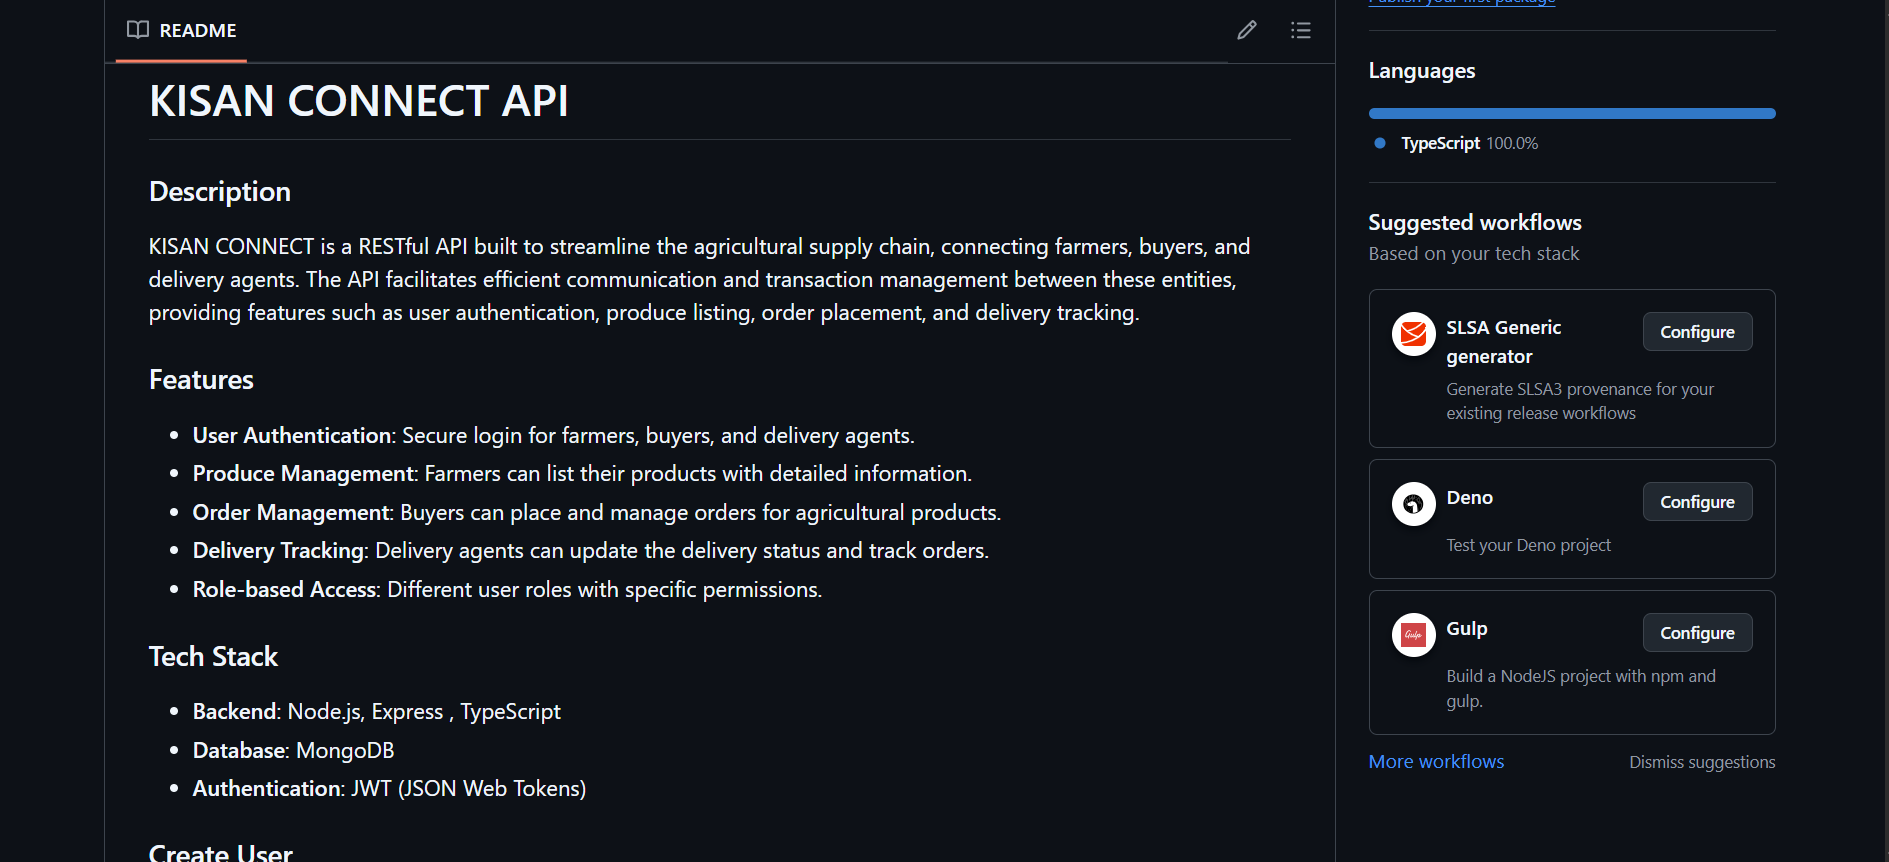 README
KISAN CONNECT API
Description
KISAN CONNECT is a RESTful API built to streamline the agricultural supply chain, connecting farmers, buyers, and
delivery agents. The API facilitates efficient communication and transaction management between these entities,
providing features such as user authentication, produce listing, order placement, and delivery tracking.
Features
User Authentication: Secure login for farmers, buyers, and delivery agents.
Produce Management: Farmers can list their products with detailed information.
Order Management: Buyers can place and manage orders for agricultural products.
Delivery Tracking: Delivery agents can update the delivery status and track orders.
Role-based Access: Different user roles with specific permissions.
Tech Stack
Backend: Node.js, Express , TypeScript
Database: MongoDB
Authentication: JWT (JSON Web Tokens)
Create User
Publish your first package
Languages
TypeScript 100.0%
Suggested workflows
Based on your tech stack
SLSA Generic
generator
Configure
Generate SLSA3 provenance for your
existing release workflows
Deno
Configure
Test your Deno project
Gulp
Gulp
Configure
Build a NodeJS project with npm and
gulp.
More workflows
Dismiss suggestions